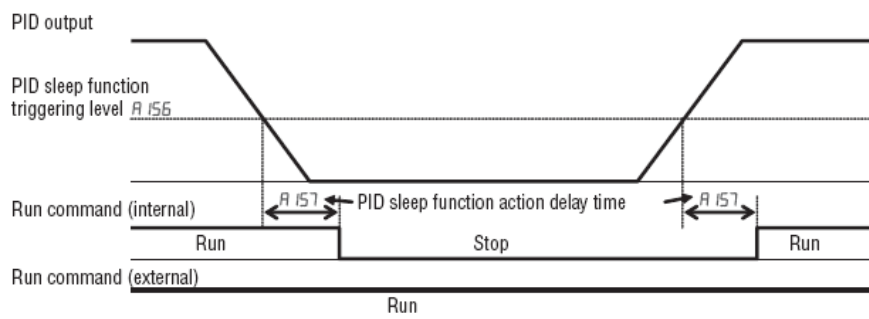 PID output
PID sleep function
triggering level A156
Run command (internal)
A157 PID sleep function action delay time A157
Run Stop Run
Run command (external)
Run